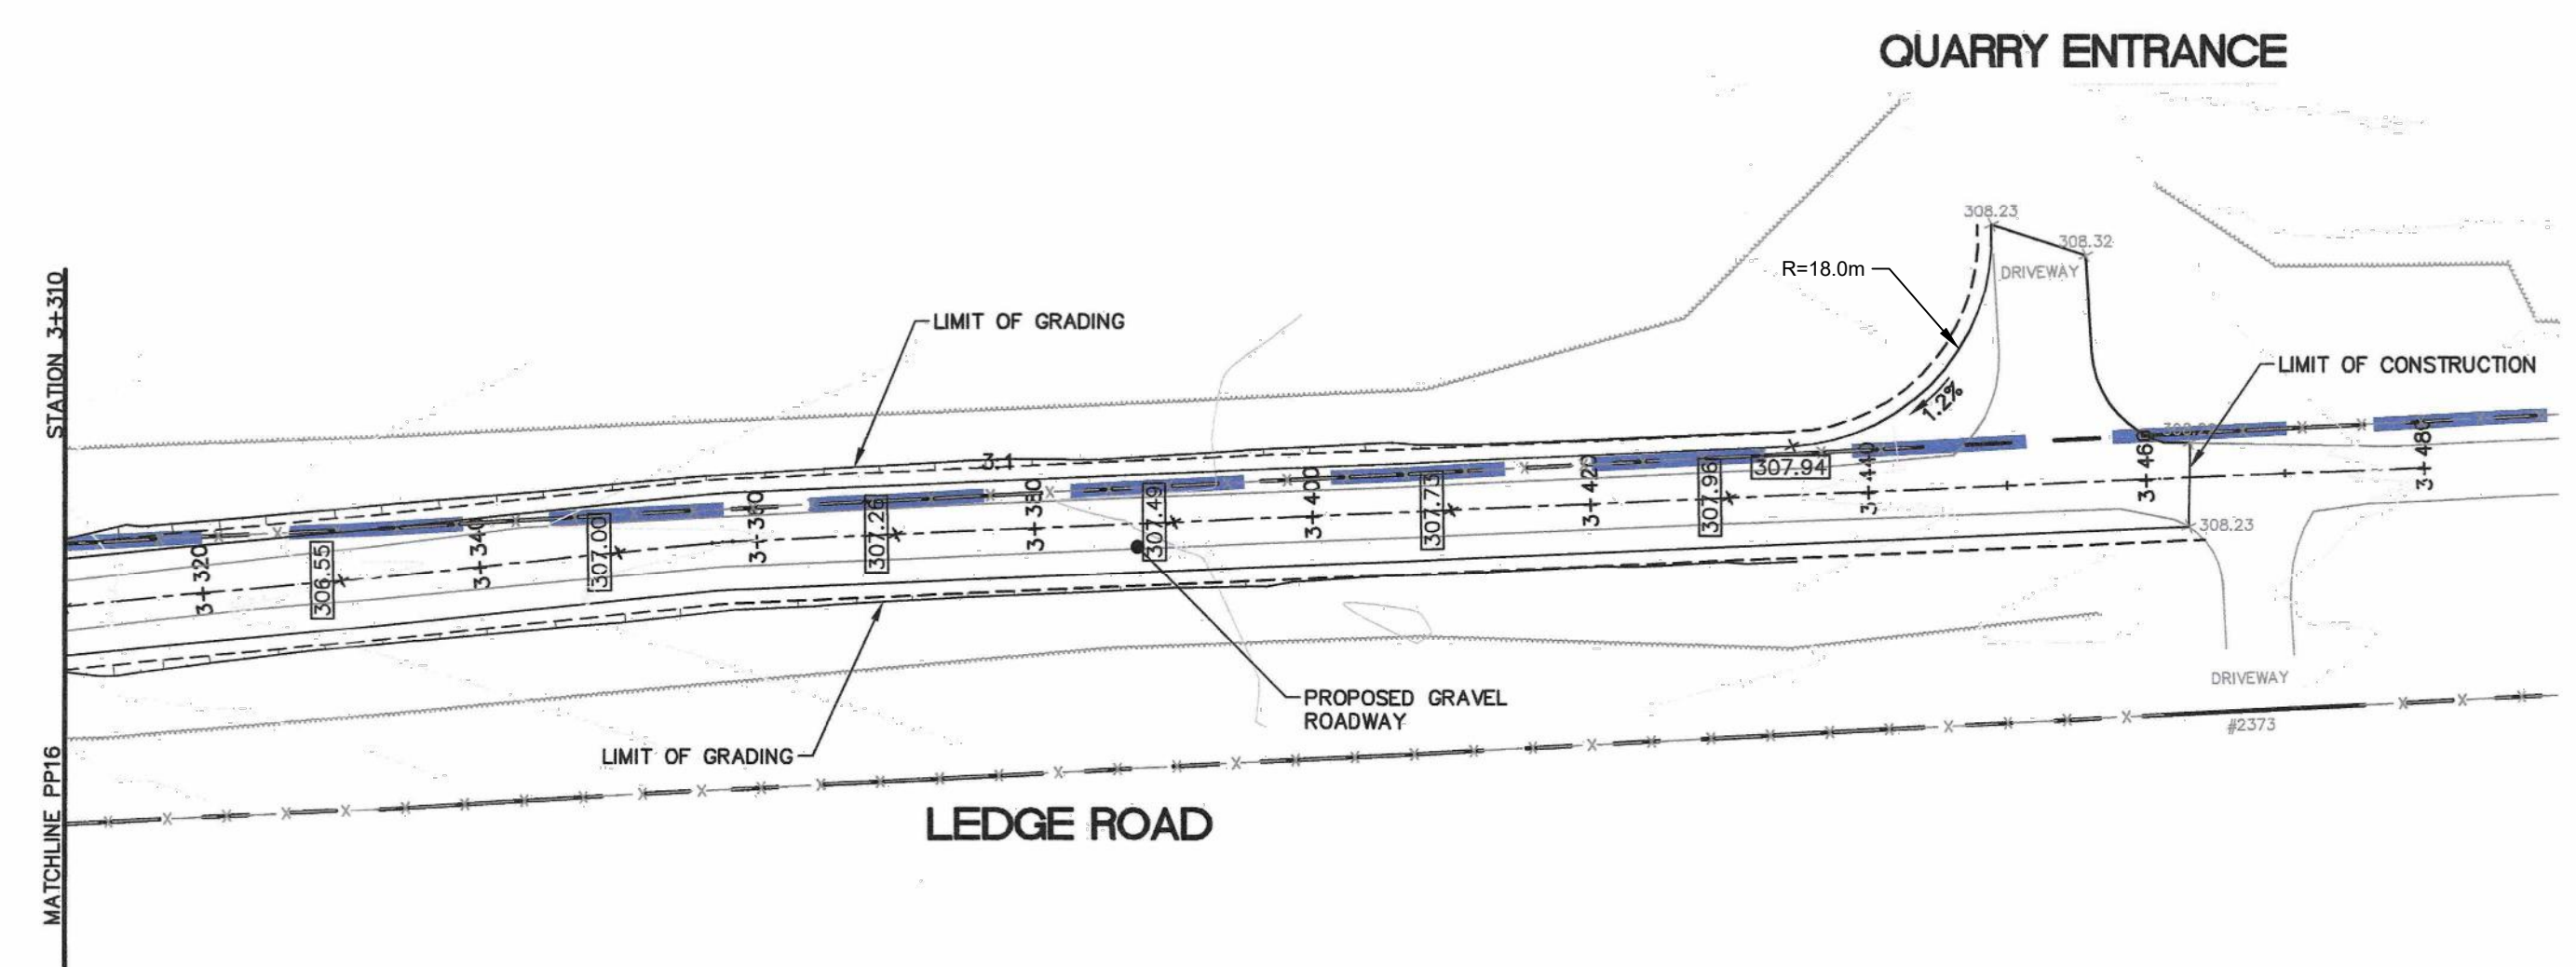 QUARRY ENTRANCE
308.23
308.32
DRIVEWAY
R=18.0m
STATION 3+310
LIMIT OF GRADING
LIMIT OF CONSTRUCTION
1.2%
3:1
307.94
3+320
306.55
3+340
307.00
3+360
307.26
3+380
307.49
3+400
307.73
3+420
307.96
3+440
3+460
3+480
308.23
PROPOSED GRAVEL
ROADWAY
DRIVEWAY
#2373
LIMIT OF GRADING
MATCHLINE PP16
LEDGE ROAD